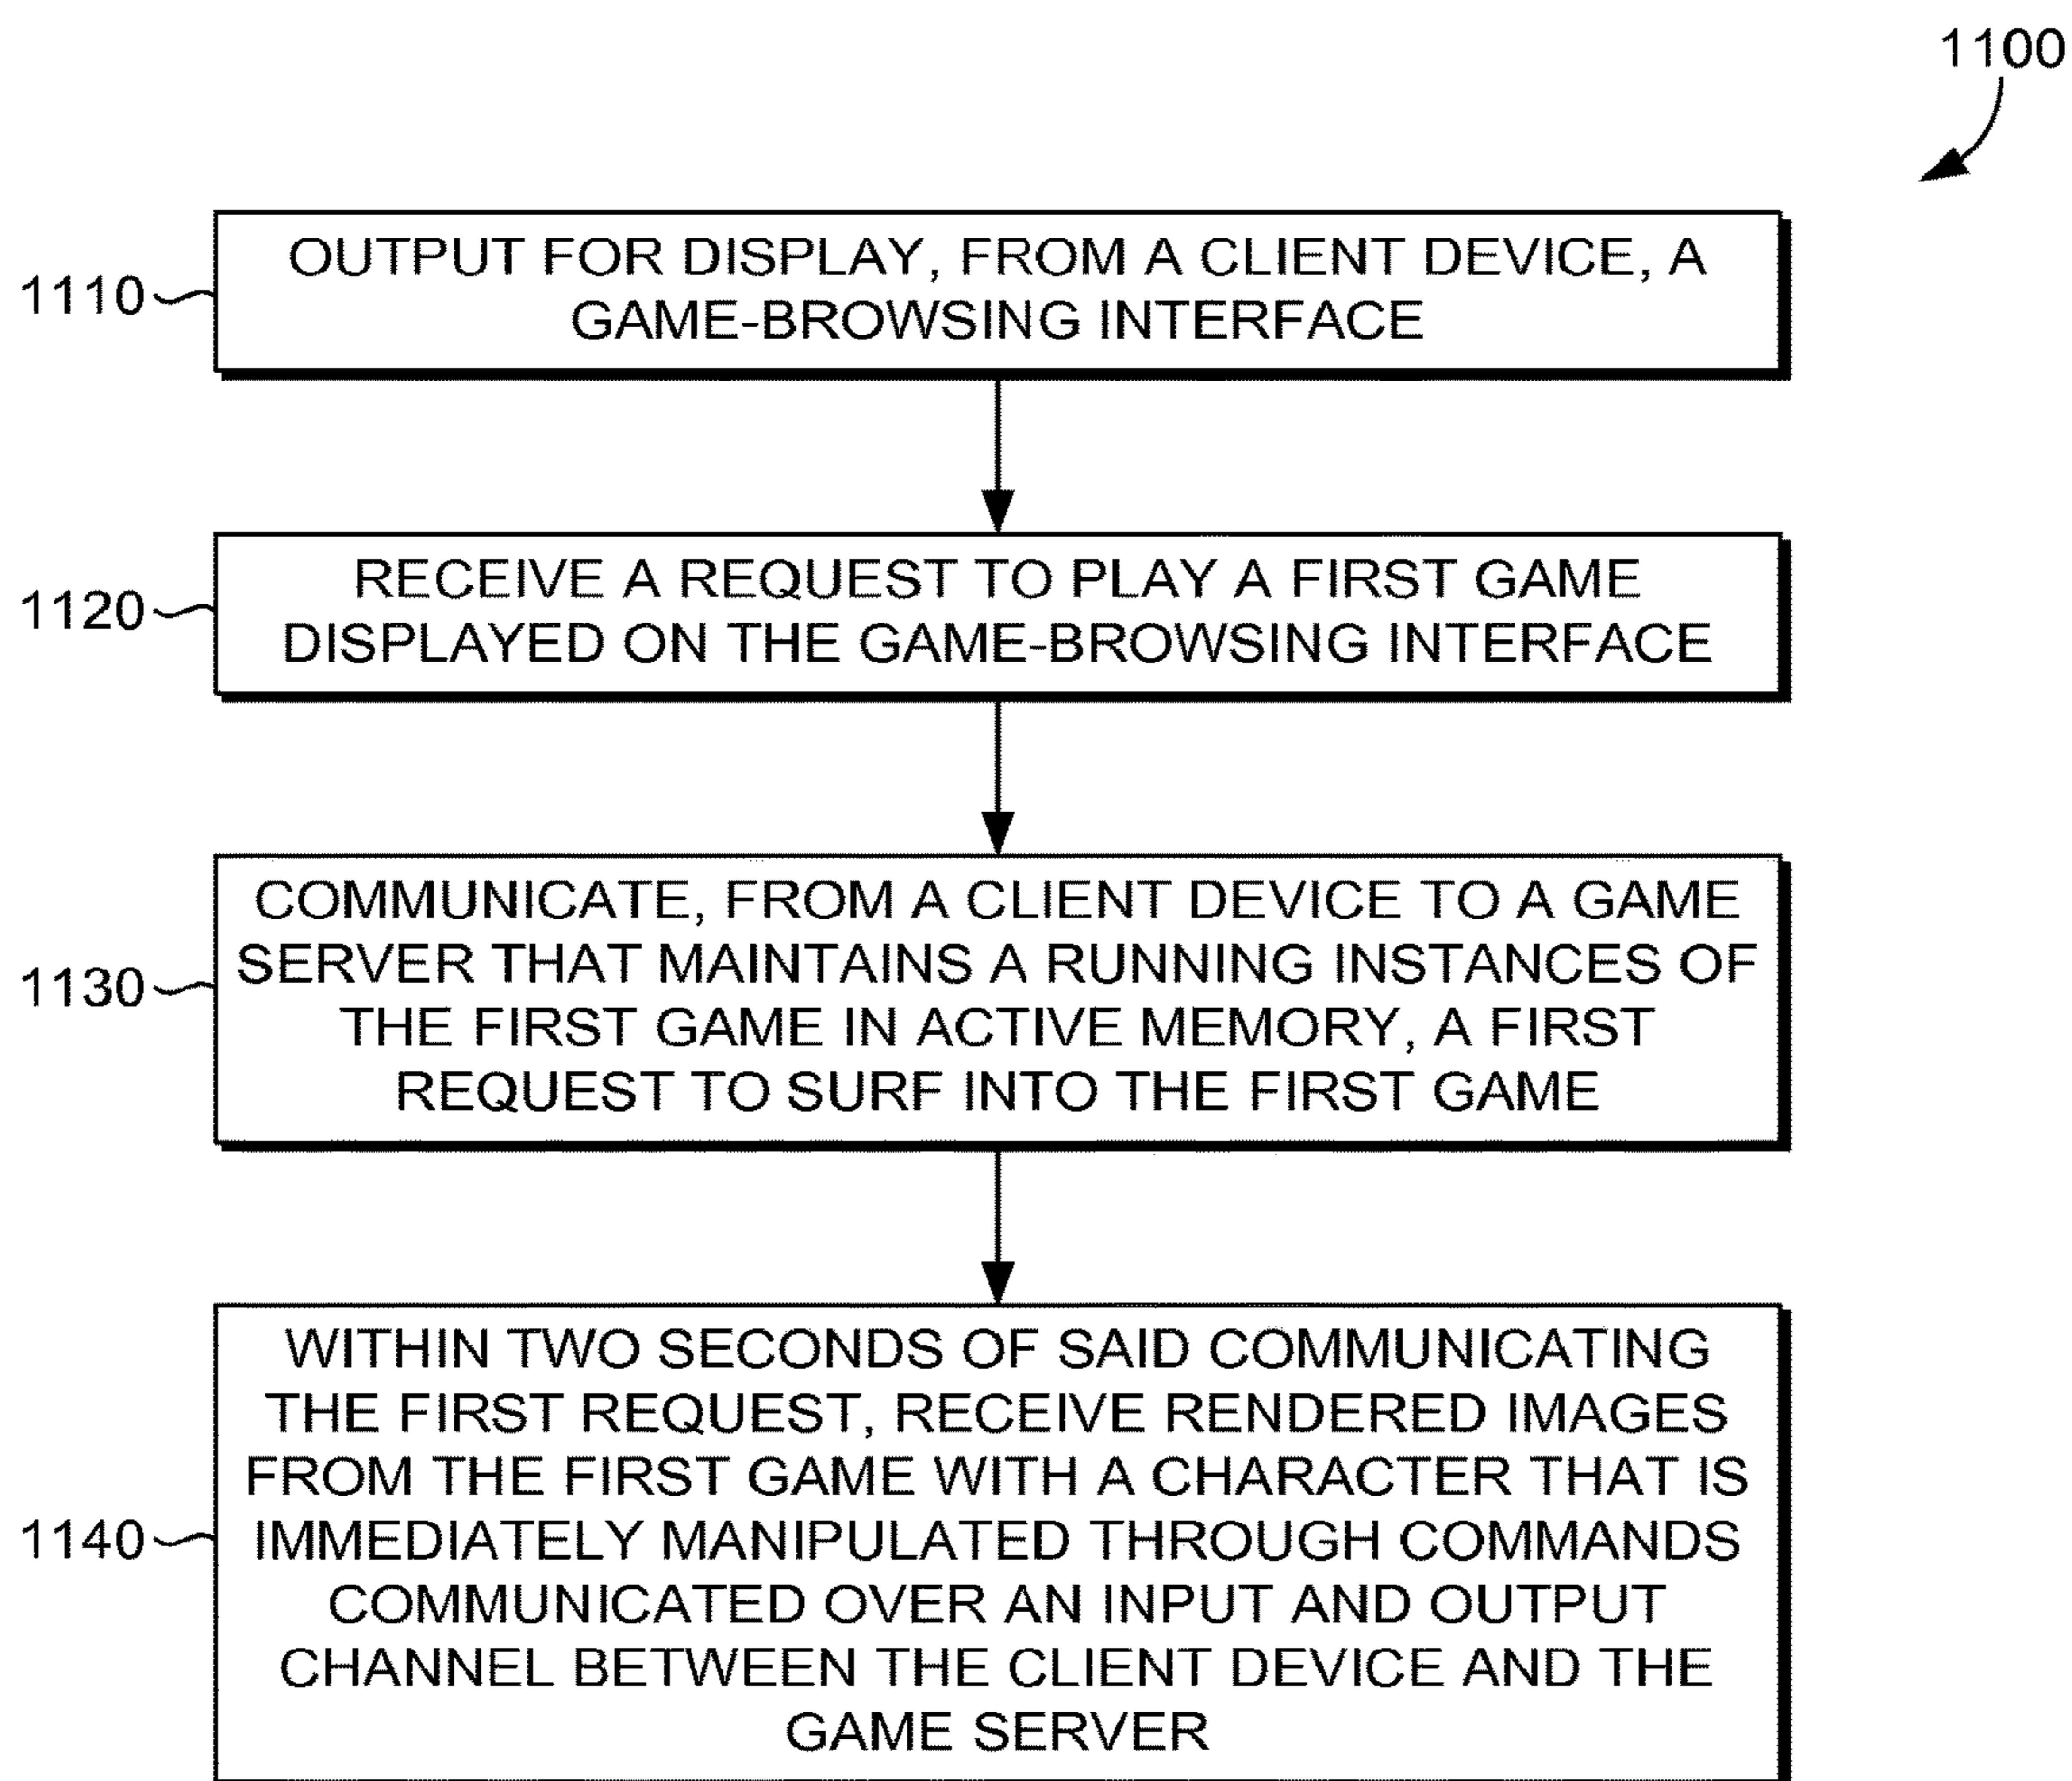 1100
1110
OUTPUT FOR DISPLAY, FROM A CLIENT DEVICE, A
GAME-BROWSING INTERFACE
1120
RECEIVE A REQUEST TO PLAY A FIRST GAME
DISPLAYED ON THE GAME-BROWSING INTERFACE
1130
COMMUNICATE, FROM A CLIENT DEVICE TO A GAME
SERVER THAT MAINTAINS A RUNNING INSTANCES OF
THE FIRST GAME IN ACTIVE MEMORY, A FIRST
REQUEST TO SURF INTO THE FIRST GAME
1140
WITHIN TWO SECONDS OF SAID COMMUNICATING
THE FIRST REQUEST, RECEIVE RENDERED IMAGES
FROM THE FIRST GAME WITH A CHARACTER THAT IS
IMMEDIATELY MANIPULATED THROUGH COMMANDS
COMMUNICATED OVER AN INPUT AND OUTPUT
CHANNEL BETWEEN THE CLIENT DEVICE AND THE
GAME SERVER